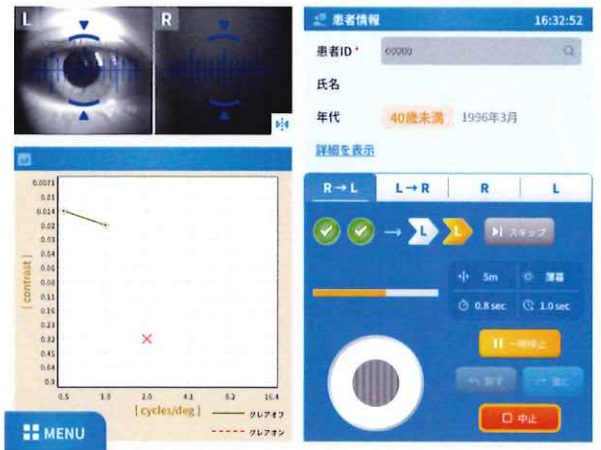 L
R
患者情報 16:32:52
患者ID * 00000
氏名
年代 40歳未満 1996年3月
詳細を表示
R→L L→R R L
L L スキップ
5m 薄暮
0.8 sec 1.0 sec
一時停止
戻す 進む
中止
[ contrast ]
0.0071
0.01
0.014
0.02
0.03
0.04
0.06
0.08
0.11
0.16
0.23
0.32
0.45
0.64
0.9
0.5 1.0 2.0 4.1 8.2 16.4
[ cycles/deg ]
グレアオフ
グレアオン
MENU